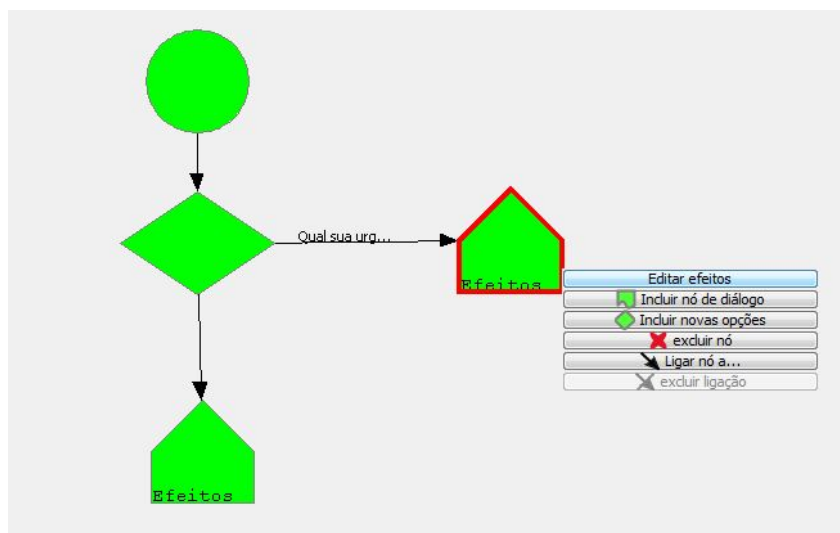 Qual sua urg...
Efeitos
Editar efeitos
Incluir nó de diálogo
Incluir novas opções
excluir nó
Ligar nó a...
excluir ligação
Efeitos